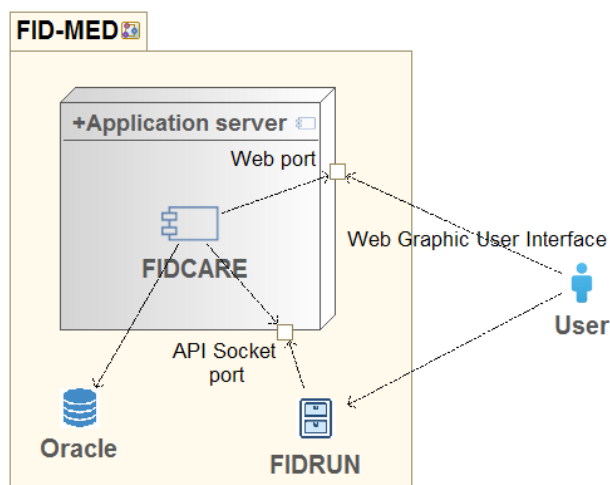 FID-MED
+Application server
Web port
Web Graphic User Interface
FIDCARE
User
API Socket
port
Oracle
FIDRUN